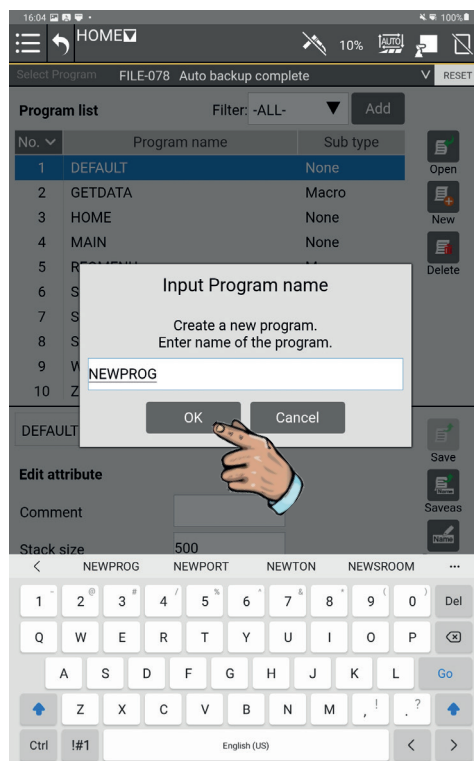 16:04 100%
HOME
10% AUTO
Select Program FILE-078 Auto backup complete RESET
Program list Filter: -ALL- Add
No. Program name Sub type
1 DEFAULT None
2 GETDATA Macro
3 HOME None
4 MAIN None
5
6 S
7 S
8 S
9 W
10 Z
Open
New
Delete
Input Program name
Create a new program.
Enter name of the program.
NEWPROG
OK Cancel
DEFAULT
Edit attribute
Comment
Stack size 500
Save
Saveas
Name
< NEWPROG NEWPORT NEWTON NEWSROOM ...
1 - 2 @ 3 # 4 / 5 % 6 ^ 7 & 8 * 9 ( 0 ) Del
Q W E R T Y U I O P
A S D F G H J K L Go
Z X C V B N M , ! . ?
Ctrl !#1 English (US) < >